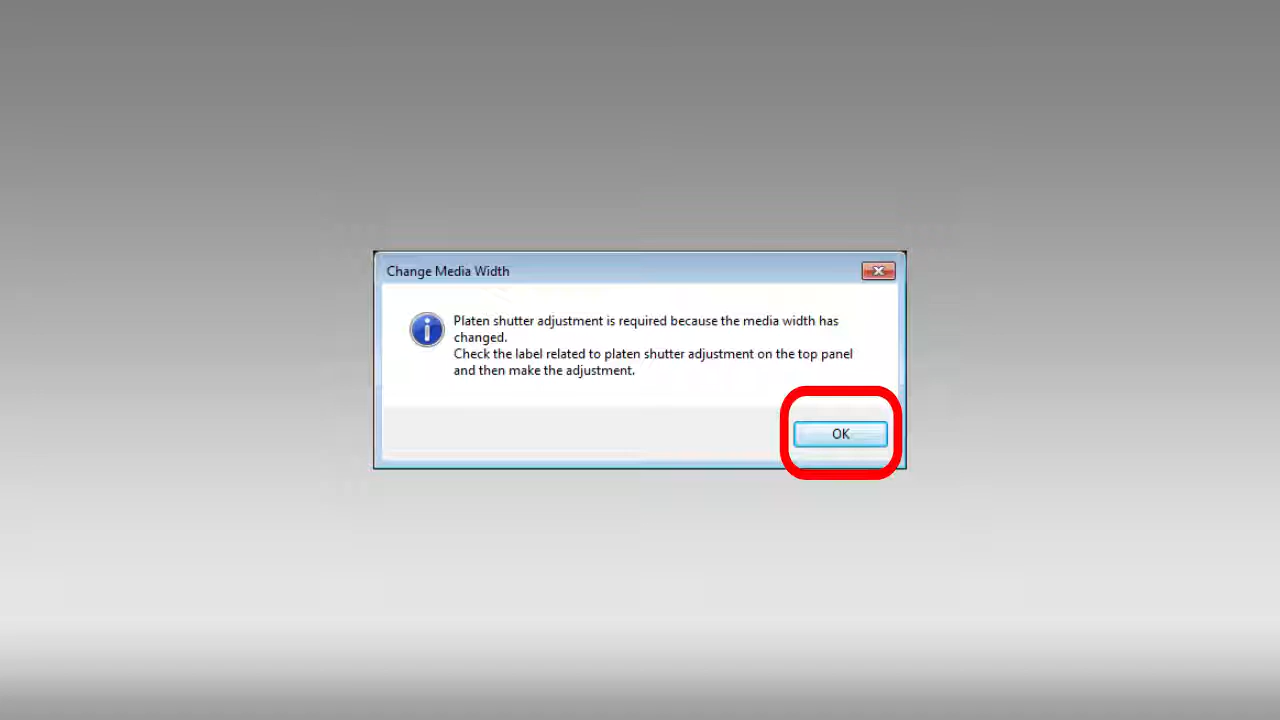 Change Media Width
Platen shutter adjustment is required because the media width has
changed.
Check the label related to platen shutter adjustment on the top panel
and then make the adjustment.
OK